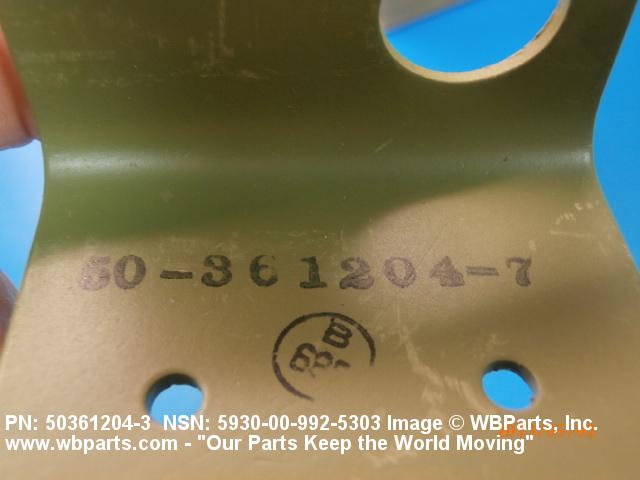 50-361204-7
PN: 50361204-3 NSN: 5930-00-992-5303 Image © WBParts, Inc.
www.wbparts.com - "Our Parts Keep the World Moving"